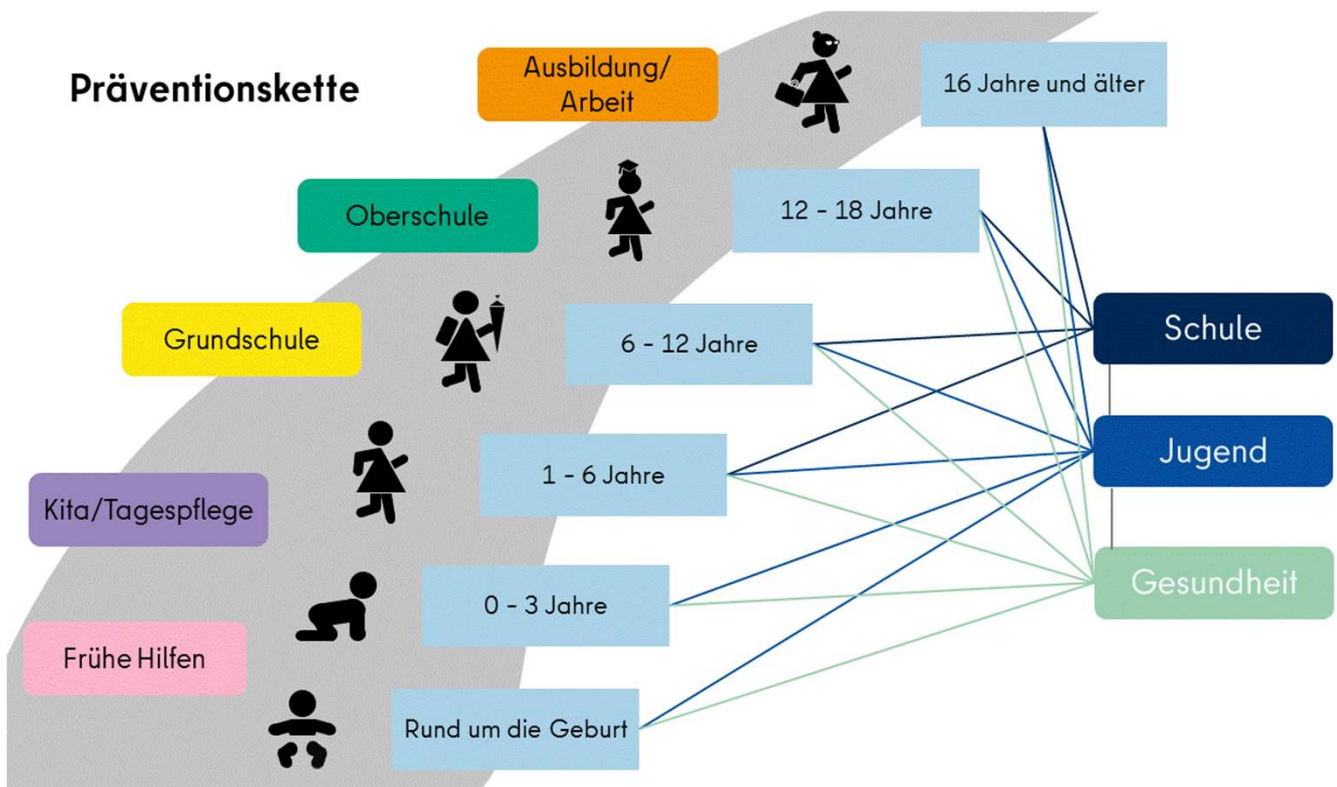 Präventionskette
Ausbildung/
Arbeit
16 Jahre und älter
Oberschule
12 - 18 Jahre
Grundschule
6 - 12 Jahre
Schule
Kita/Tagespflege
1 - 6 Jahre
Jugend
Frühe Hilfen
0 - 3 Jahre
Gesundheit
Rund um die Geburt